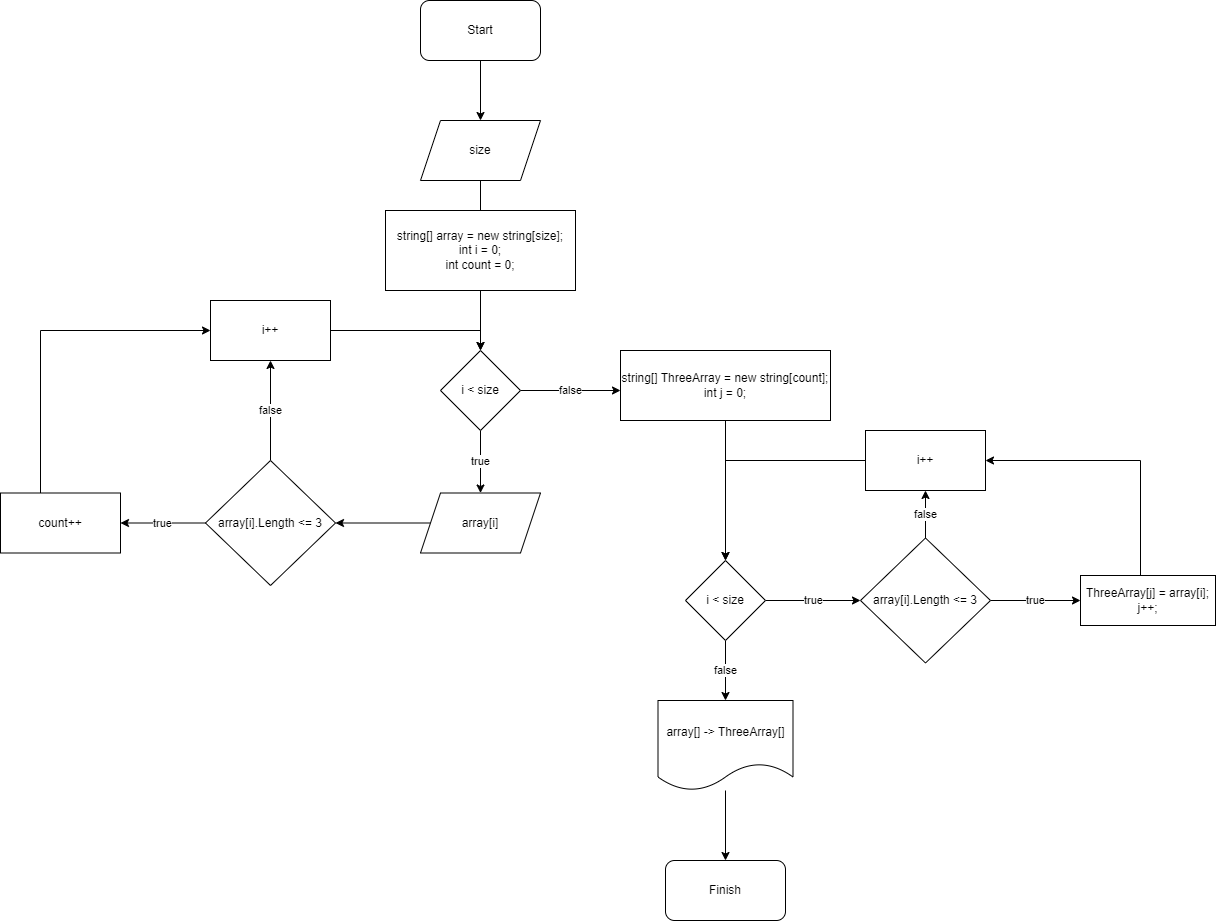 Start
size
string[] array = new string[size];
int i = 0;
int count = 0;
i++
i < size
false
string[] ThreeArray = new string[count];
int j = 0;
false
true
i++
count++
true
array[i].Length <= 3
array[i]
false
i < size
true
array[i].Length <= 3
true
ThreeArray[j] = array[i];
j++;
false
array[] -> ThreeArray[]
Finish